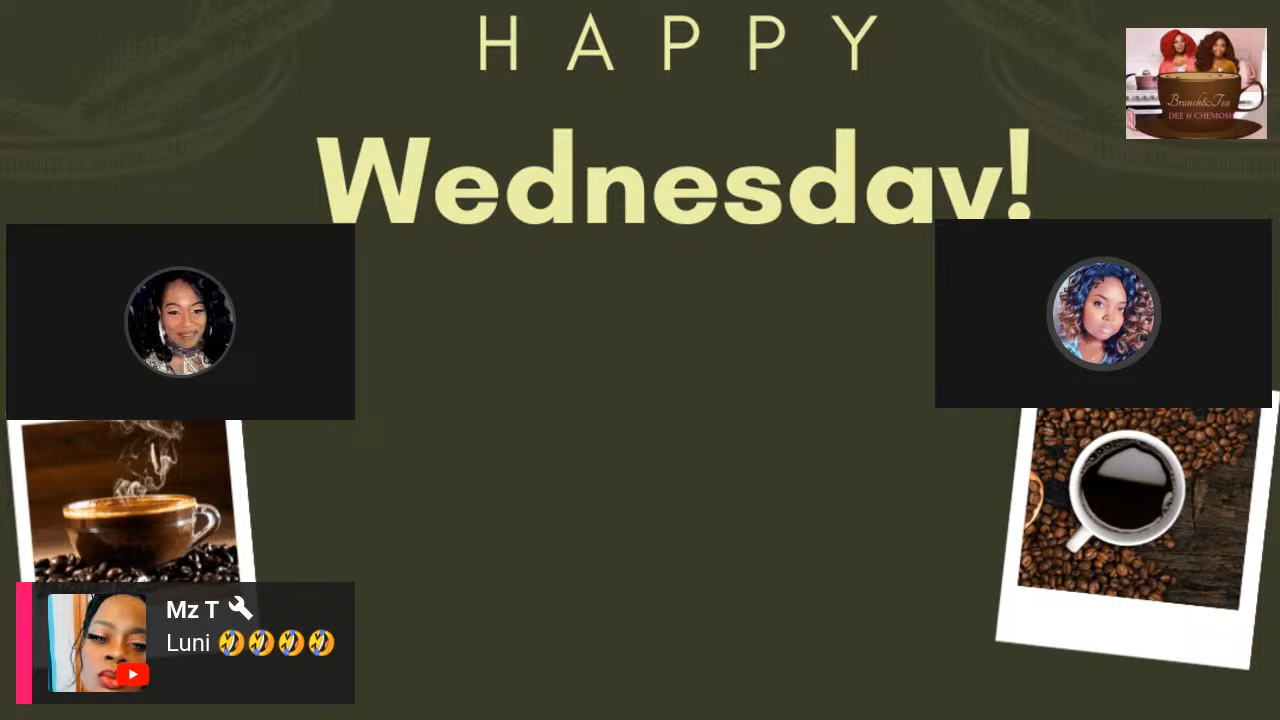 HAPPY
Wednesday!
Brunch&Tea
DEE & CHEMOSH
Mz T
Luni 🤣🤣🤣🤣